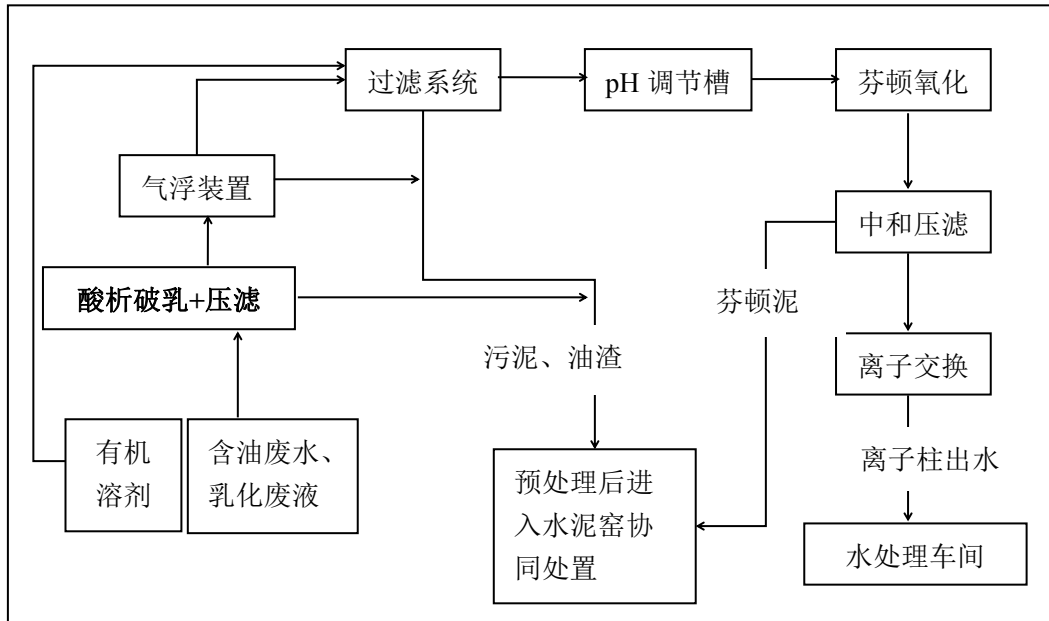 过滤系统
pH 调节槽
芬顿氧化
气浮装置
中和压滤
酸析破乳+压滤
芬顿泥
污泥、油渣
离子交换
有机
溶剂
含油废水、
乳化废液
离子柱出水
预处理后进
入水泥窑协
同处置
水处理车间